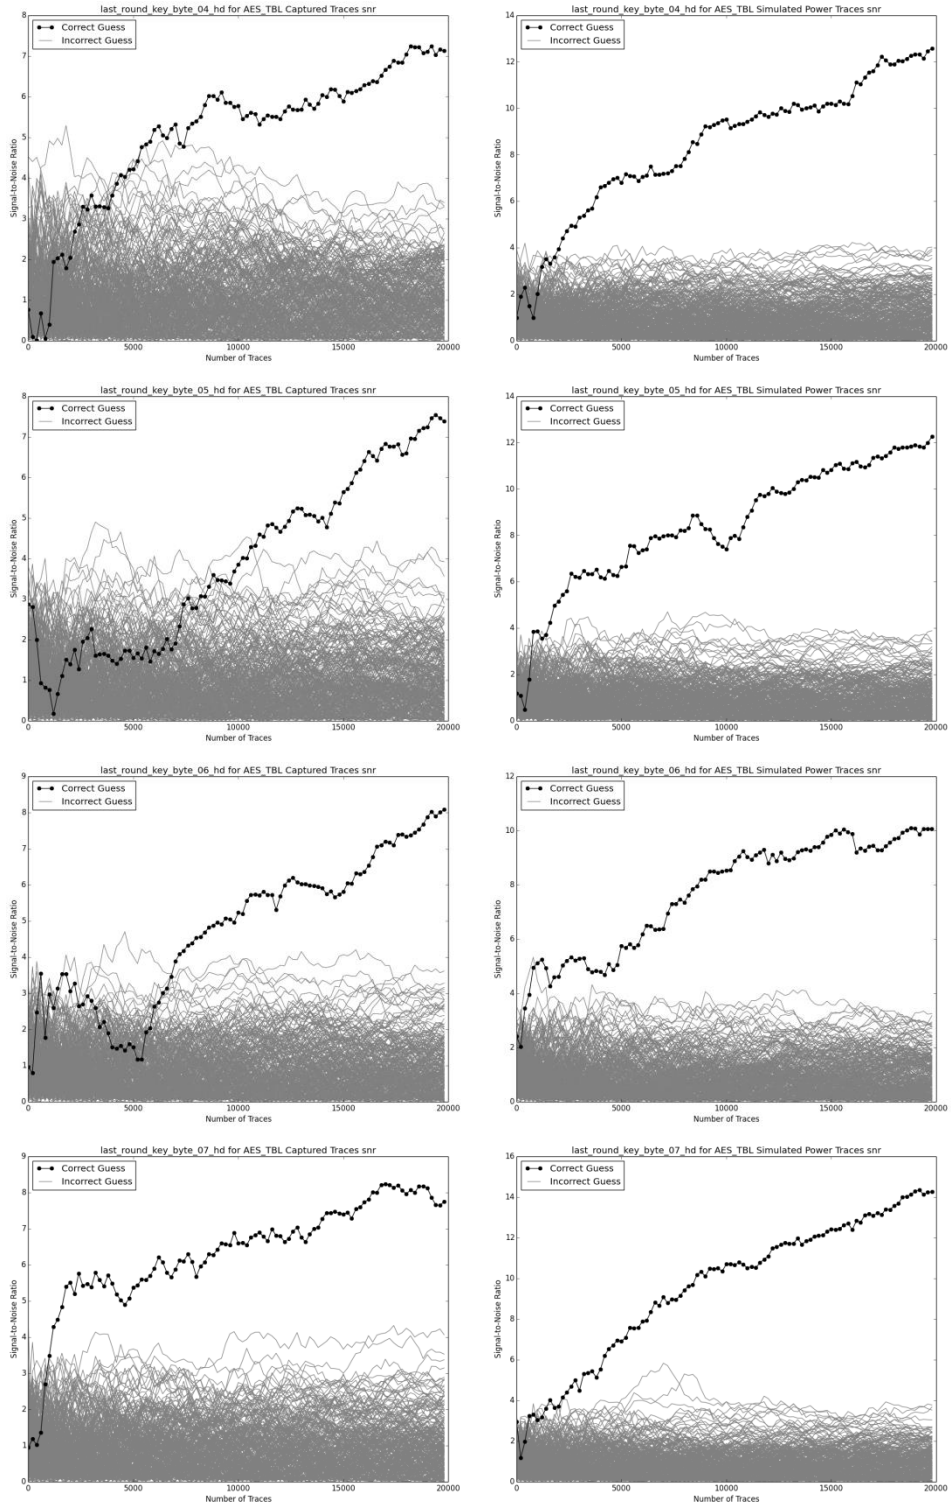 last_round_key_byte_04_hd for AES_TBL Captured Traces snr
Correct Guess
Incorrect Guess
Signal-to-Noise Ratio
8
7
6
5
4
3
2
1
0
0 5000 10000 15000 20000
Number of Traces
last_round_key_byte_04_hd for AES_TBL Simulated Power Traces snr
Correct Guess
Incorrect Guess
Signal-to-Noise Ratio
14
12
10
8
6
4
2
0
0 5000 10000 15000 20000
Number of Traces
last_round_key_byte_05_hd for AES_TBL Captured Traces snr
Correct Guess
Incorrect Guess
Signal-to-Noise Ratio
8
7
6
5
4
3
2
1
0
0 5000 10000 15000 20000
Number of Traces
last_round_key_byte_05_hd for AES_TBL Simulated Power Traces snr
Correct Guess
Incorrect Guess
Signal-to-Noise Ratio
14
12
10
8
6
4
2
0
0 5000 10000 15000 20000
Number of Traces
last_round_key_byte_06_hd for AES_TBL Captured Traces snr
Correct Guess
Incorrect Guess
Signal-to-Noise Ratio
9
8
7
6
5
4
3
2
1
0
0 5000 10000 15000 20000
Number of Traces
last_round_key_byte_06_hd for AES_TBL Simulated Power Traces snr
Correct Guess
Incorrect Guess
Signal-to-Noise Ratio
12
10
8
6
4
2
0
0 5000 10000 15000 20000
Number of Traces
last_round_key_byte_07_hd for AES_TBL Captured Traces snr
Correct Guess
Incorrect Guess
Signal-to-Noise Ratio
9
8
7
6
5
4
3
2
1
0
0 5000 10000 15000 20000
Number of Traces
last_round_key_byte_07_hd for AES_TBL Simulated Power Traces snr
Correct Guess
Incorrect Guess
Signal-to-Noise Ratio
16
14
12
10
8
6
4
2
0
0 5000 10000 15000 20000
Number of Traces